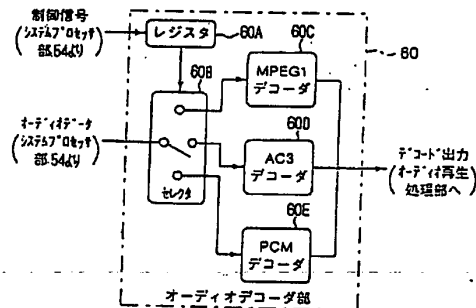 制御信号
(システムプロセッサ
部54より)
レジスタ
60A
60B
60C
60
MPEG1
デコーダ
オーディオデータ
(システムプロセッサ
部54より)
セレクタ
60D
AC3
デコーダ
デコード出力
(オーディオ再生
処理部へ)
60E
PCM
デコーダ
オーディオデコーダ部